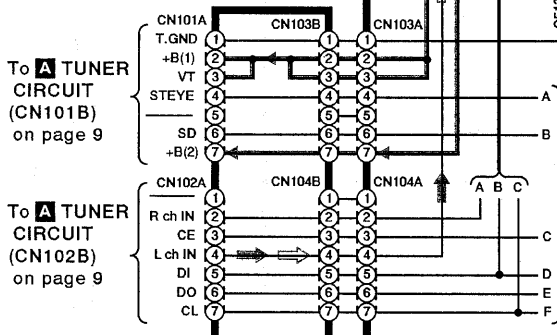 CN101A
CN103B
CN103A
T.GND 1 1 1
+B(1) 2 2 2
VT 3 3 3
STEYE 4 4 4 A
5 5 5
SD 6 6 6 B
+B(2) 7 7 7
To A TUNER
CIRCUIT
(CN101B)
on page 9
CN102A
CN104B
CN104A
A B C
1 1 1
R ch IN 2 2 2
CE 3 3 3 C
L ch IN 4 4 4
DI 5 5 5 D
DO 6 6 6 E
CL 7 7 7 F
To A TUNER
CIRCUIT
(CN102B)
on page 9